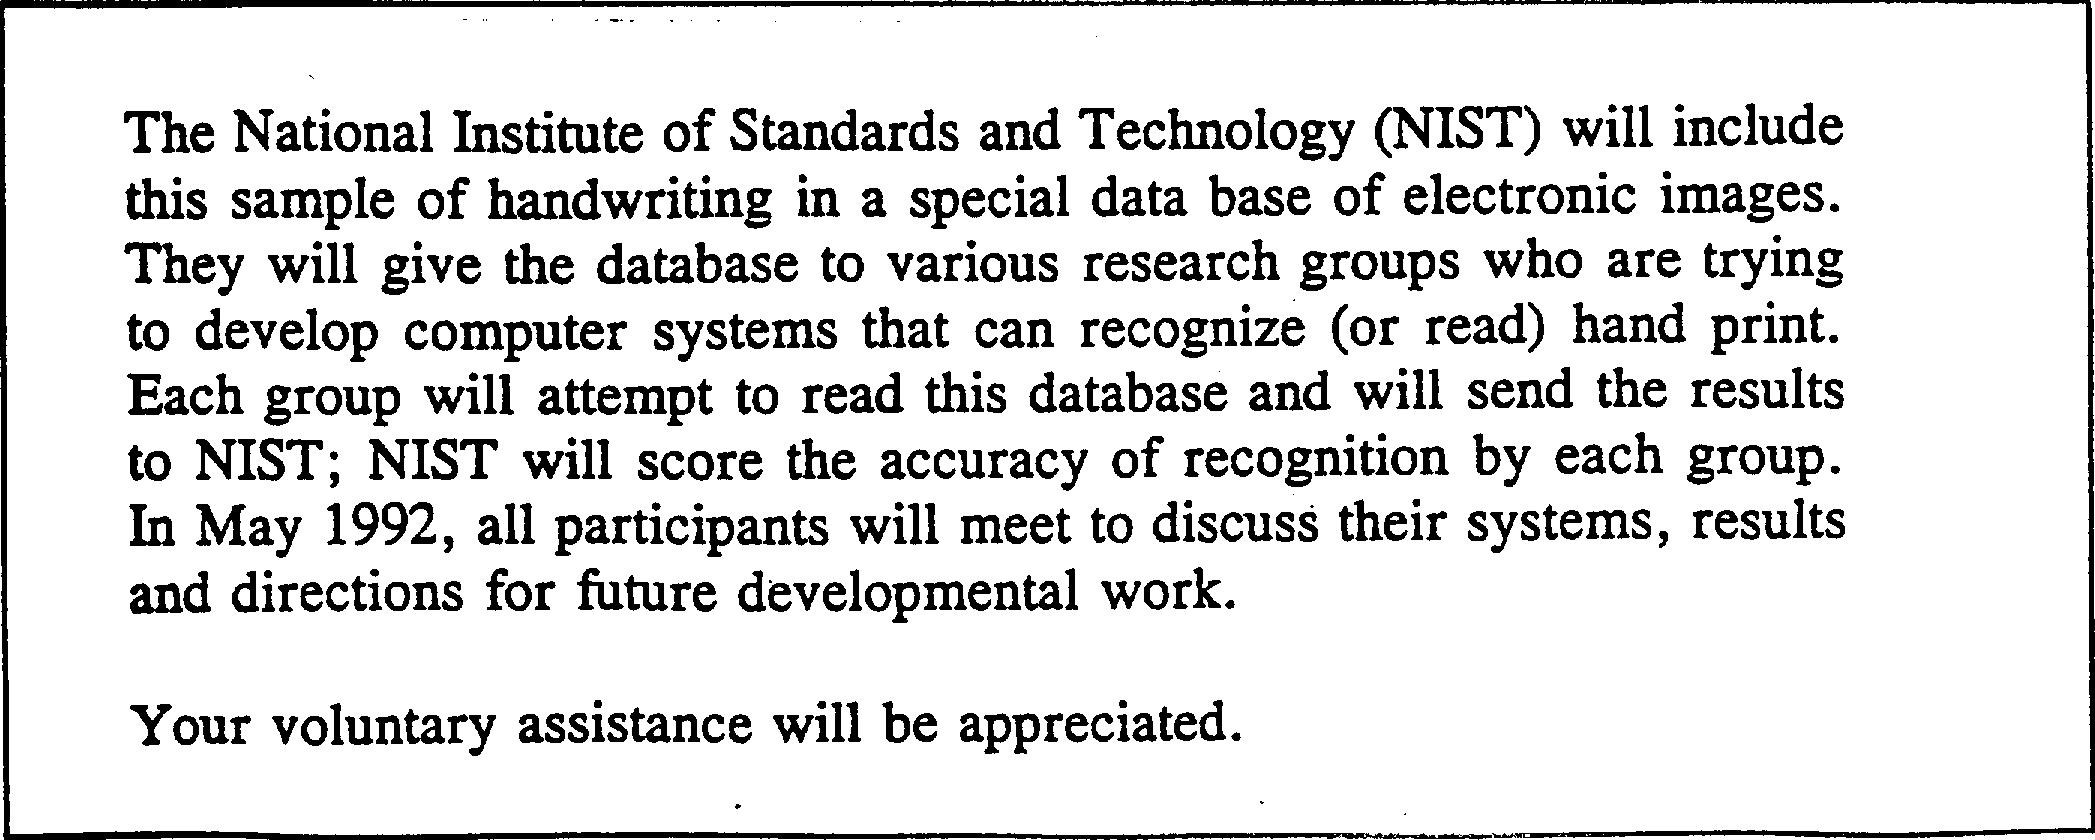 The National Institute of Standards and Technology (NIST) will include
this sample of handwriting in a special data base of electronic images.
They will give the database to various research groups who are trying
to develop computer systems that can recognize (or read) hand print.
Each group will attempt to read this database and will send the results
to NIST; NIST will score the accuracy of recognition by each group.
In May 1992, all participants will meet to discuss their systems, results
and directions for future developmental work.
Your voluntary assistance will be appreciated.